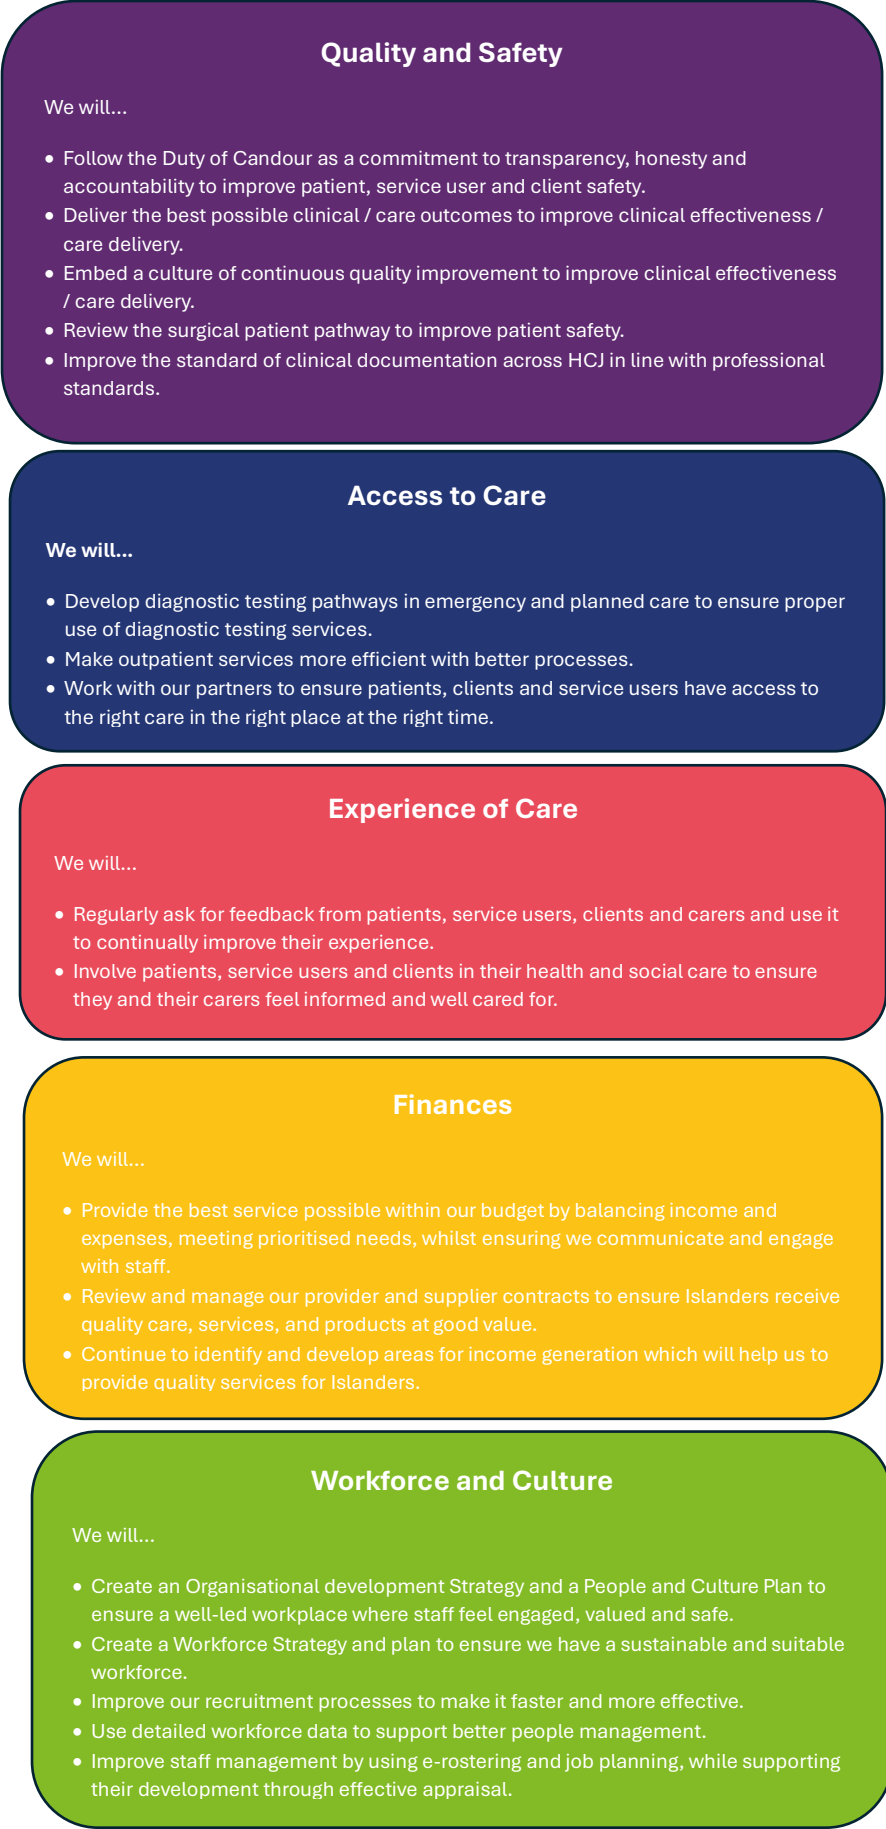 Quality and Safety
We will...
• Follow the Duty of Candour as a commitment to transparency, honesty and
accountability to improve patient, service user and client safety.
• Deliver the best possible clinical / care outcomes to improve clinical effectiveness /
care delivery.
• Embed a culture of continuous quality improvement to improve clinical effectiveness
/ care delivery.
• Review the surgical patient pathway to improve patient safety.
• Improve the standard of clinical documentation across HCJ in line with professional
standards.
Access to Care
We will...
• Develop diagnostic testing pathways in emergency and planned care to ensure proper
use of diagnostic testing services.
• Make outpatient services more efficient with better processes.
• Work with our partners to ensure patients, clients and service users have access to
the right care in the right place at the right time.
Experience of Care
We will...
• Regularly ask for feedback from patients, service users, clients and carers and use it
to continually improve their experience.
• Involve patients, service users and clients in their health and social care to ensure
they and their carers feel informed and well cared for.
Finances
We will...
• Provide the best service possible within our budget by balancing income and
expenses, meeting prioritised needs, whilst ensuring we communicate and engage
with staff.
• Review and manage our provider and supplier contracts to ensure Islanders receive
quality care, services, and products at good value.
• Continue to identify and develop areas for income generation which will help us to
provide quality services for Islanders.
Workforce and Culture
We will...
• Create an Organisational development Strategy and a People and Culture Plan to
ensure a well-led workplace where staff feel engaged, valued and safe.
• Create a Workforce Strategy and plan to ensure we have a sustainable and suitable
workforce.
• Improve our recruitment processes to make it faster and more effective.
• Use detailed workforce data to support better people management.
• Improve staff management by using e-rostering and job planning, while supporting
their development through effective appraisal.